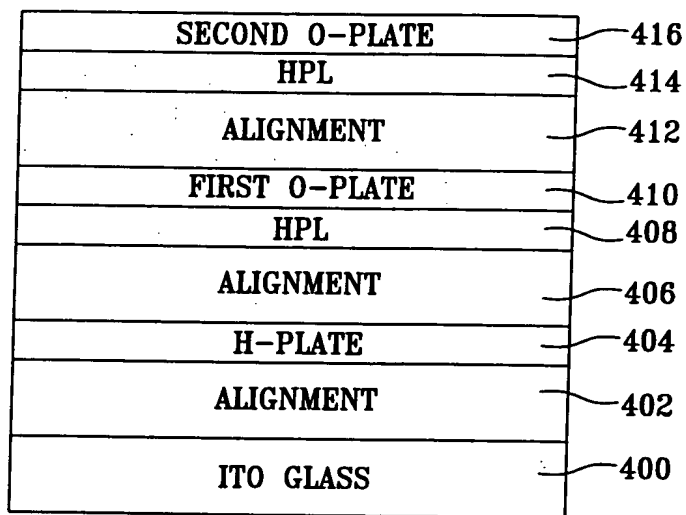 SECOND O-PLATE 416
HPL 414
ALIGNMENT 412
FIRST O-PLATE 410
HPL 408
ALIGNMENT 406
H-PLATE 404
ALIGNMENT 402
ITO GLASS 400